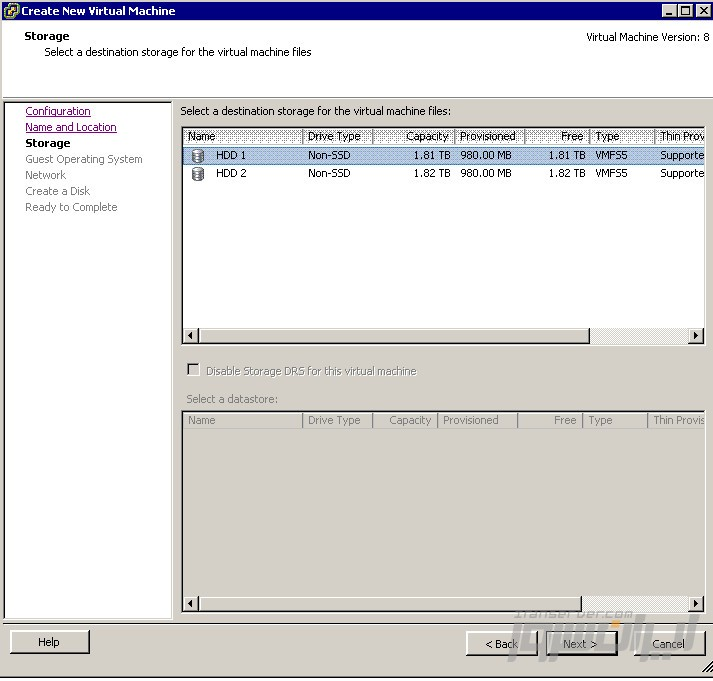 Create New Virtual Machine
Storage
Select a destination storage for the virtual machine files
Virtual Machine Version: 8
Configuration
Name and Location
Storage
Guest Operating System
Network
Create a Disk
Ready to Complete
Select a destination storage for the virtual machine files:
Name Drive Type Capacity Provisioned Free Type Thin Prov
HDD 1 Non-SSD 1.81 TB 980.00 MB 1.81 TB VMFS5 Supporte
HDD 2 Non-SSD 1.82 TB 980.00 MB 1.82 TB VMFS5 Supporte
Disable Storage DRS for this virtual machine
Select a datastore:
Name Drive Type Capacity Provisioned Free Type Thin Provis
iranserver.com
ایران سرور
Help < Back Next > Cancel